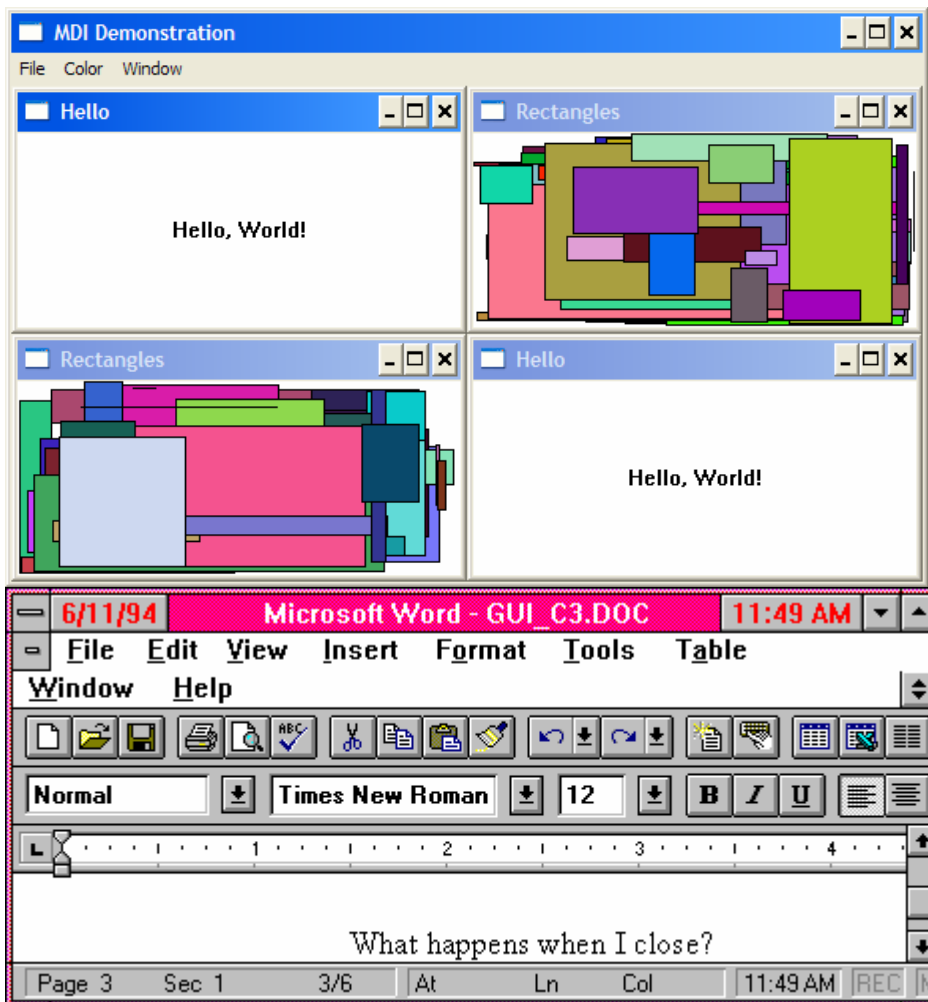 MDI Demonstration
File Color Window
Hello
Rectangles
Hello, World!
Rectangles
Hello
Hello, World!
6/11/94 Microsoft Word - GUI_C3.DOC 11:49 AM
File Edit View Insert Format Tools Table
Window Help
ABC
Normal Times New Roman 12 B I U
L 1 2 3 4
What happens when I close?
Page 3 Sec 1 3/6 At Ln Col 11:49 AM REC